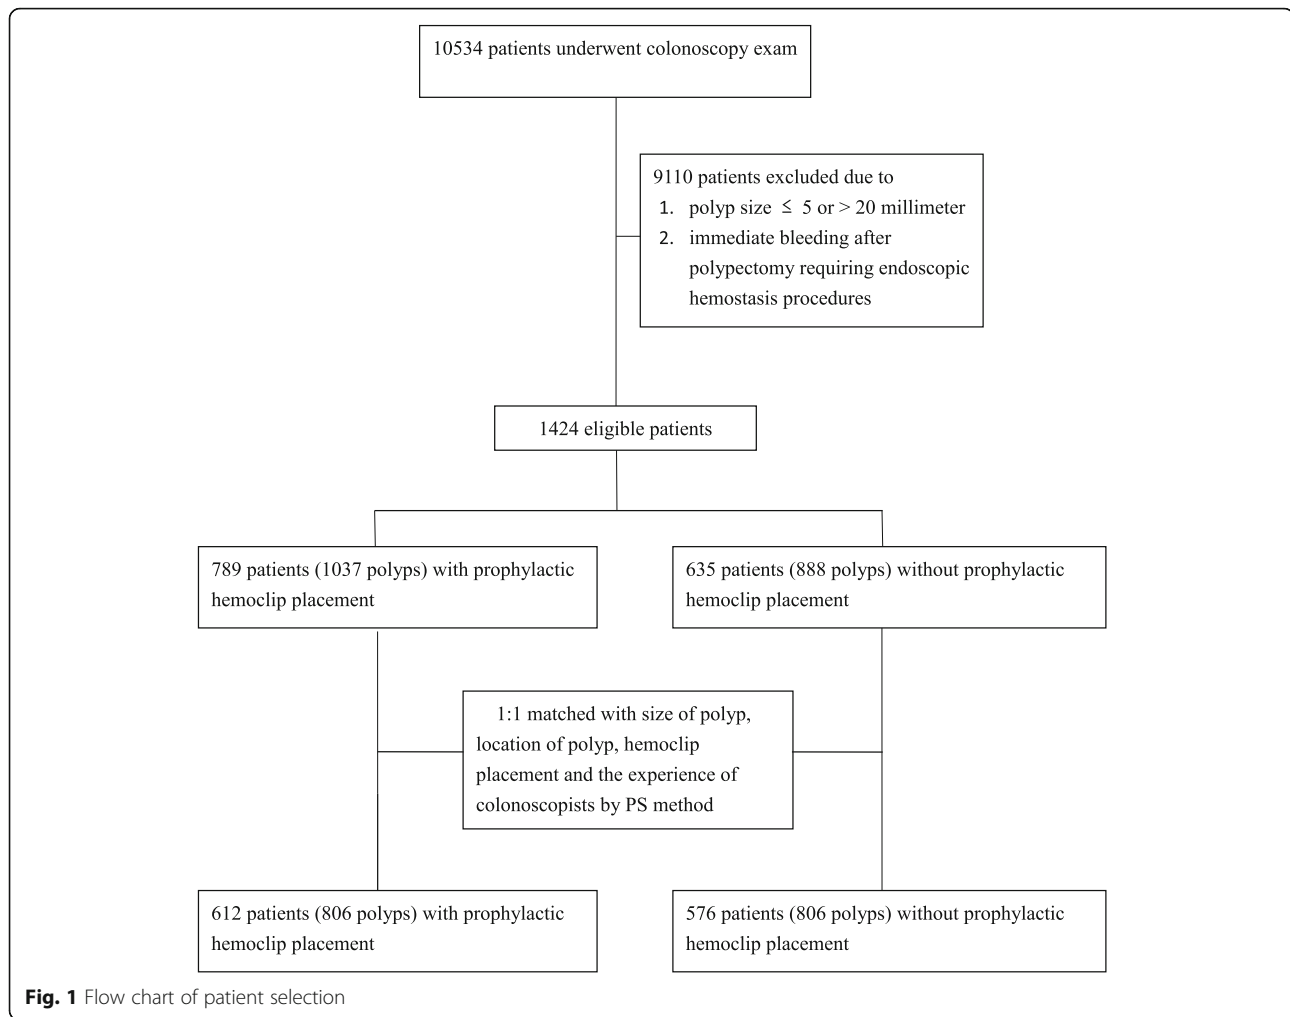 10534 patients underwent colonoscopy exam
9110 patients excluded due to
1. polyp size ≤ 5 or > 20 millimeter
2. immediate bleeding after
polypectomy requiring endoscopic
hemostasis procedures
1424 eligible patients
789 patients (1037 polyps) with prophylactic
hemoclip placement
635 patients (888 polyps) without prophylactic
hemoclip placement
1:1 matched with size of polyp,
location of polyp, hemoclip
placement and the experience of
colonoscopists by PS method
612 patients (806 polyps) with prophylactic
hemoclip placement
576 patients (806 polyps) without prophylactic
hemoclip placement
Fig. 1 Flow chart of patient selection